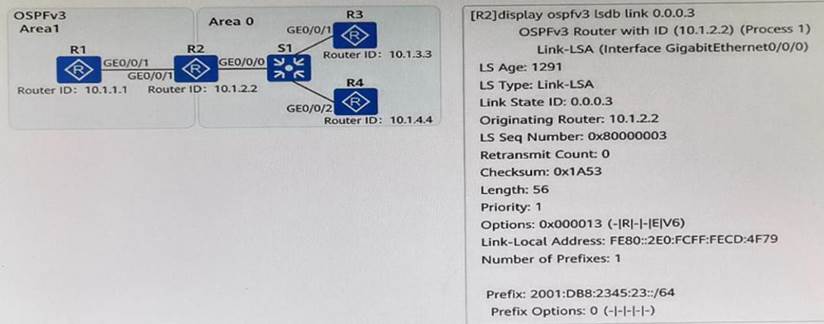 OSPFv3
Area1
Area 0
R1
GE0/0/1
GE0/0/1
R2
GE0/0/0
S1
GE0/0/1
R3
Router ID: 10.1.3.3
Router ID: 10.1.1.1
Router ID: 10.1.2.2
R4
GE0/0/2
Router ID: 10.1.4.4
[R2]display ospfv3 lsdb link 0.0.0.3
OSPFv3 Router with ID (10.1.2.2) (Process 1)
Link-LSA (Interface GigabitEthernet0/0/0)
LS Age: 1291
LS Type: Link-LSA
Link State ID: 0.0.0.3
Originating Router: 10.1.2.2
LS Seq Number: 0x80000003
Retransmit Count: 0
Checksum: 0x1A53
Length: 56
Priority: 1
Options: 0x000013 (-|R|-|-|E|V6)
Link-Local Address: FE80::2E0:FCFF:FECD:4F79
Number of Prefixes: 1
Prefix: 2001:DB8:2345:23::/64
Prefix Options: 0 (-|-|-|-|-)